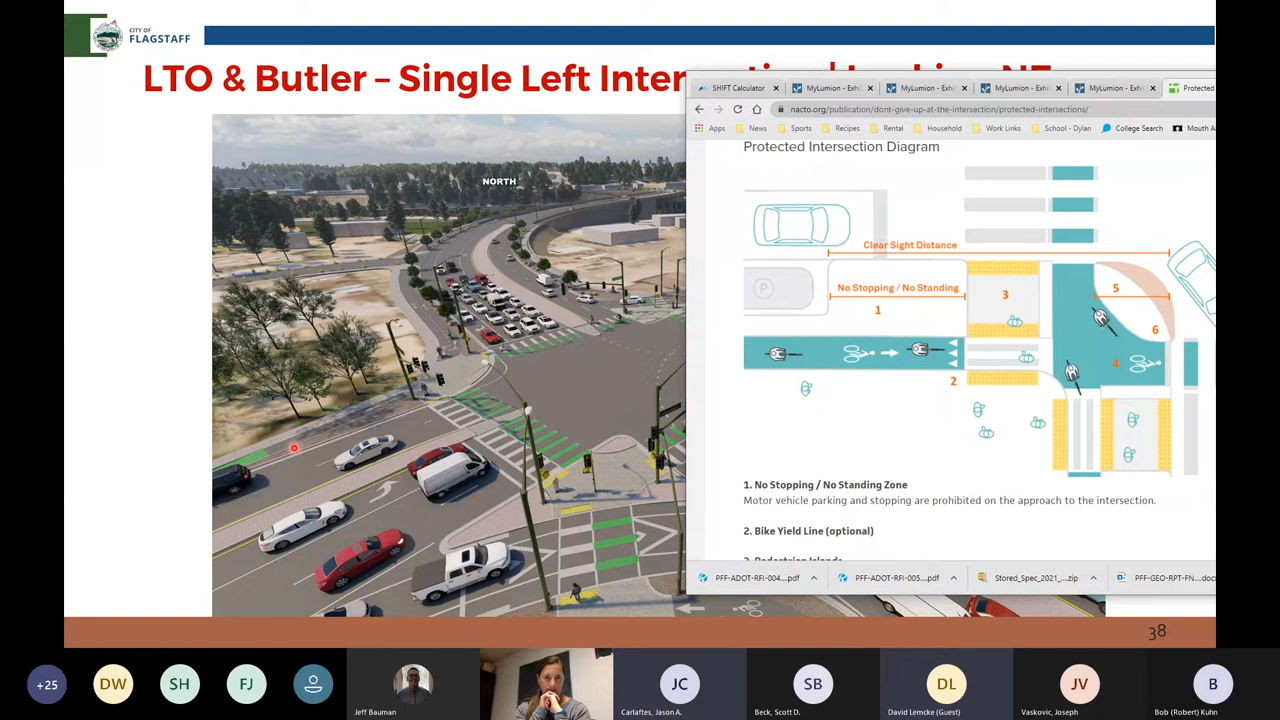 CITY OF
FLAGSTAFF
LTO & Butler – Single Left Inter
SHIFT Calculator
MyLumion - Exhi
MyLumion - Exhi
MyLumion - Exhi
MyLumion - Exhi
Protected
nacto.org/publication/dont-give-up-at-the-intersection/protected-intersections/
Apps
News
Sports
Recipes
Rental
Household
Work Links
School - Dylan
College Search
Mouth A
Protected Intersection Diagram
NORTH
Clear Sight Distance
P
No Stopping / No Standing
1
2
3
4
5
6
1. No Stopping / No Standing Zone
Motor vehicle parking and stopping are prohibited on the approach to the intersection.
2. Bike Yield Line (optional)
PFF-ADOT-RFI-004....pdf
PFF-ADOT-RFI-005....pdf
Stored_Spec_2021_....zip
PFF-GEO-RPT-FN....docx
38
+25
DW
SH
FJ
JC
SB
DL
JV
B
Jeff Bauman
Carlaftes, Jason A.
Beck, Scott D.
David Lemcke (Guest)
Vaskovic, Joseph
Bob (Robert) Kuhn